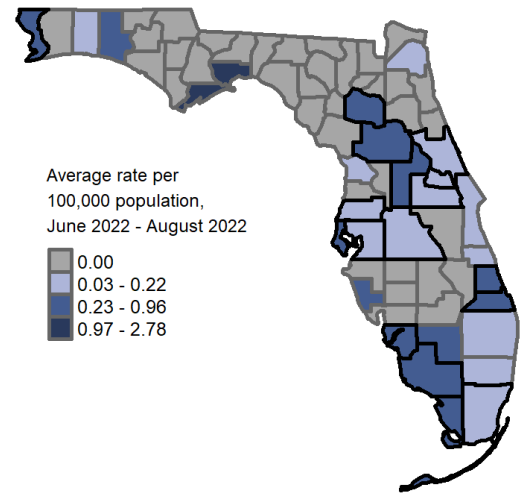 Average rate per
100,000 population,
June 2022 - August 2022
0.00
0.03 - 0.22
0.23 - 0.96
0.97 - 2.78